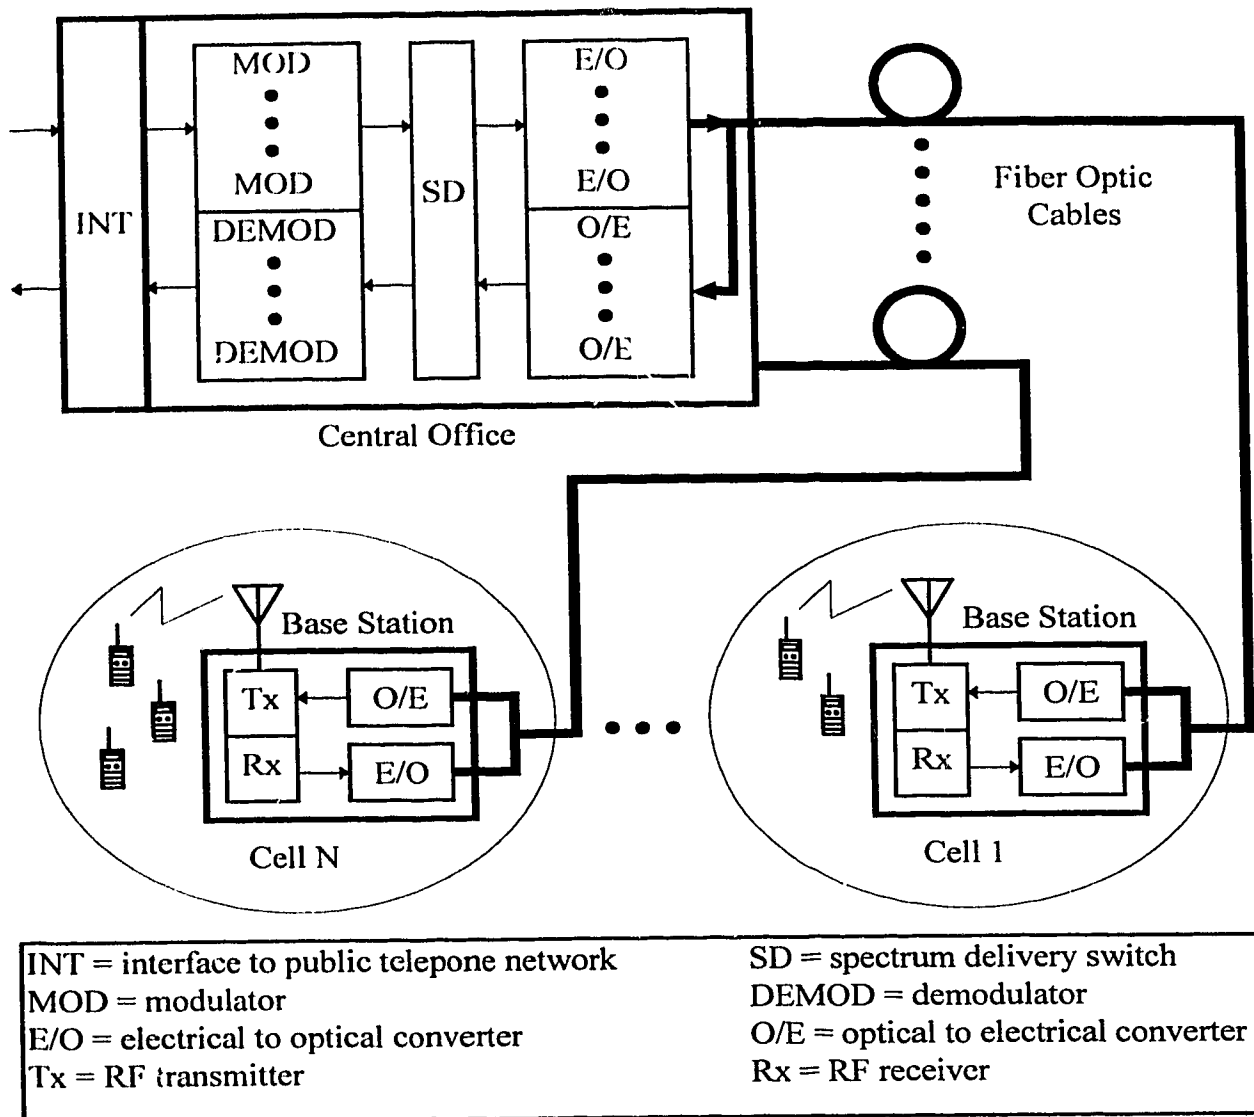 INT
MOD
MOD
DEMOD
DEMOD
SD
E/O
E/O
O/E
O/E
Fiber Optic
Cables
Central Office
Base Station
Tx
O/E
Rx
E/O
Cell N
Base Station
Tx
O/E
Rx
E/O
Cell 1
INT = interface to public telepone network
MOD = modulator
E/O = electrical to optical converter
Tx = RF transmitter
SD = spectrum delivery switch
DEMOD = demodulator
O/E = optical to electrical converter
Rx = RF receiver